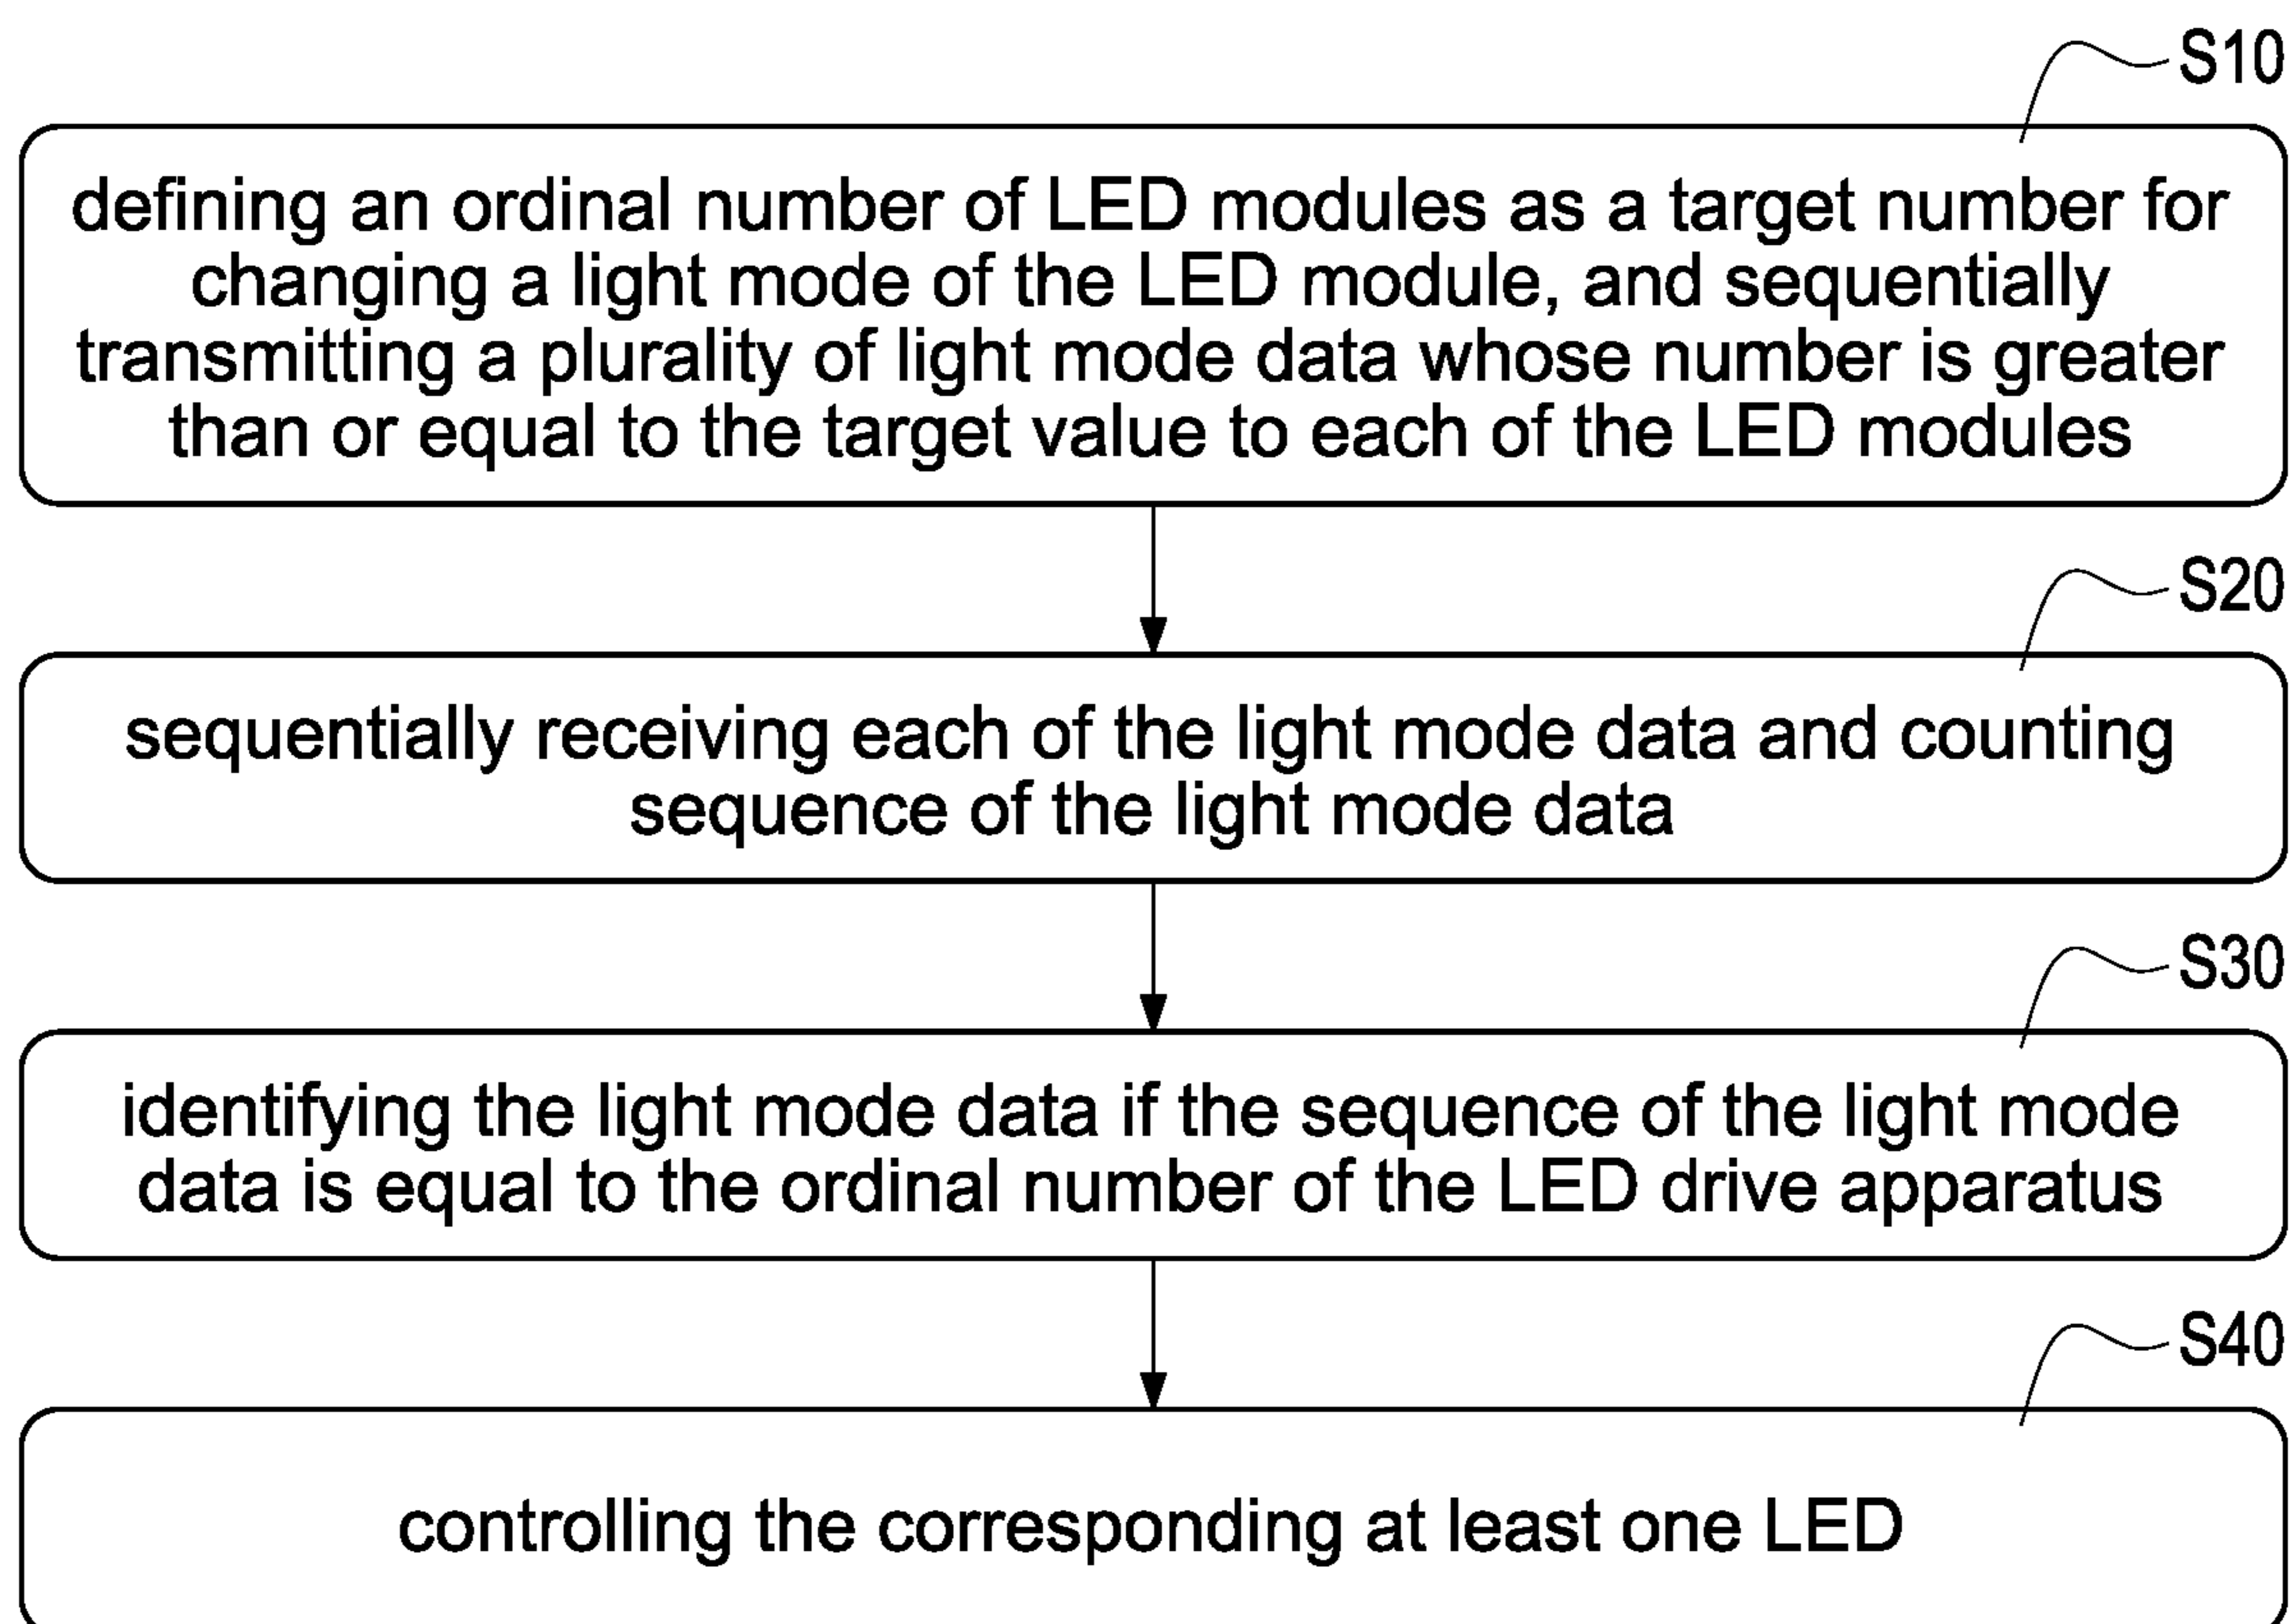 S10
defining an ordinal number of LED modules as a target number for
changing a light mode of the LED module, and sequentially
transmitting a plurality of light mode data whose number is greater
than or equal to the target value to each of the LED modules
S20
sequentially receiving each of the light mode data and counting
sequence of the light mode data
S30
identifying the light mode data if the sequence of the light mode
data is equal to the ordinal number of the LED drive apparatus
S40
controlling the corresponding at least one LED